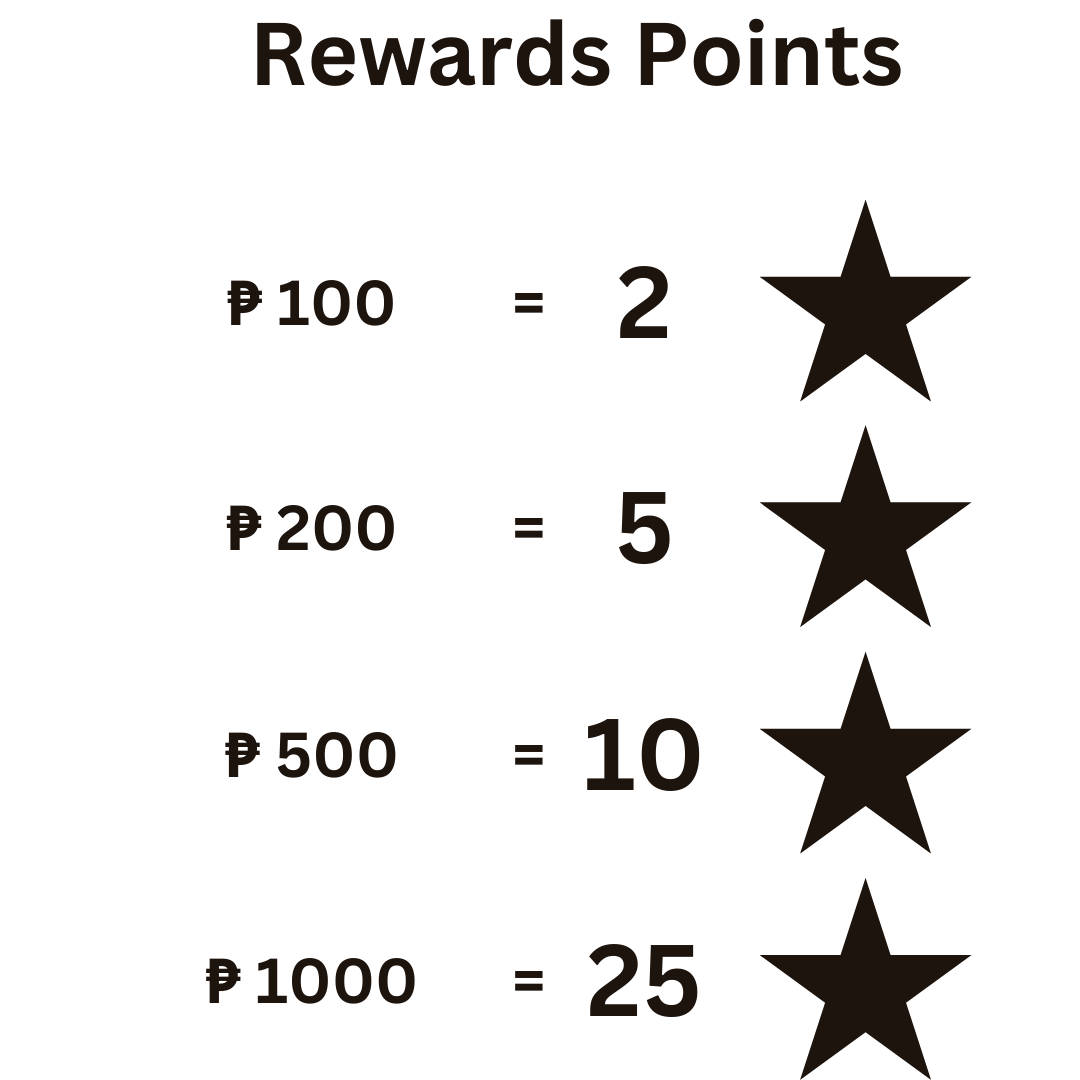 Rewards Points
₱ 100 = 2
₱ 200 = 5
₱ 500 = 10
₱ 1000 = 25